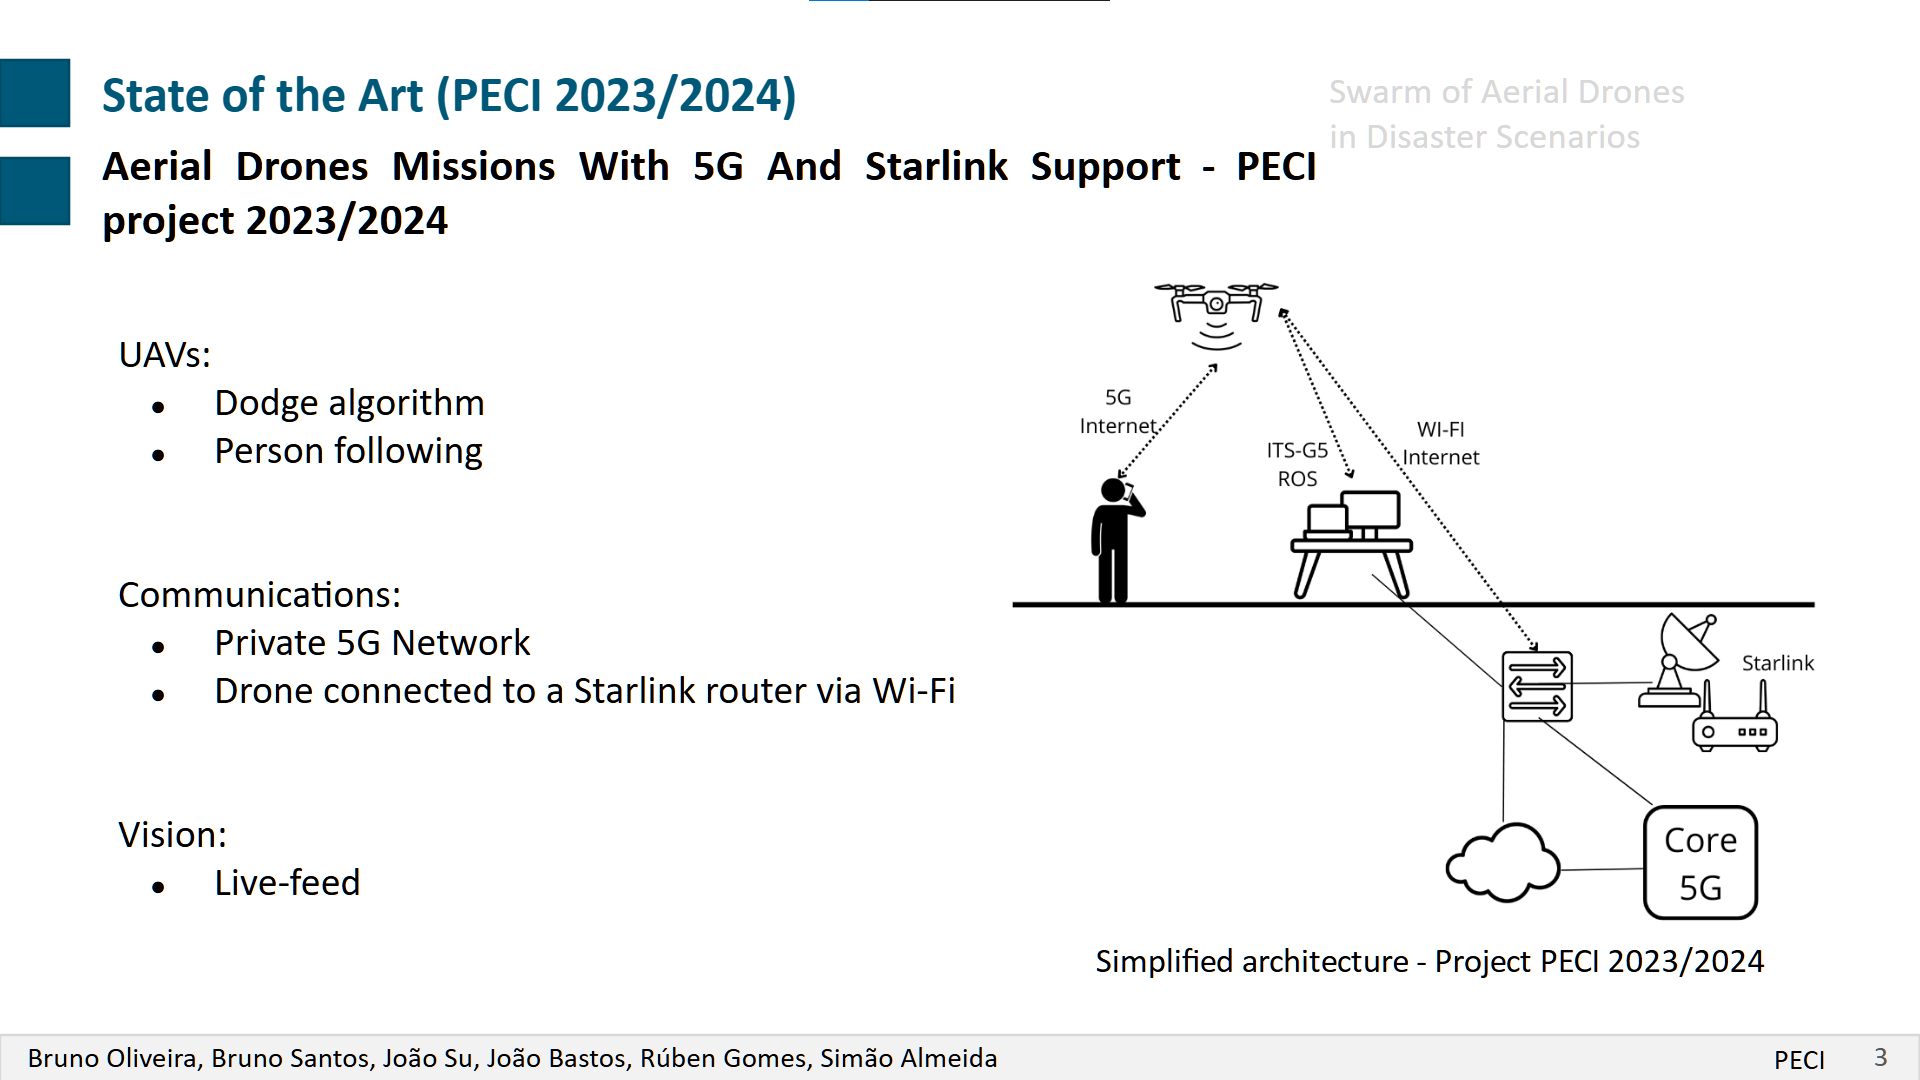 State of the Art (PECI 2023/2024)
Swarm of Aerial Drones
in Disaster Scenarios
Aerial Drones Missions With 5G And Starlink Support - PECI
project 2023/2024
UAVs:
● Dodge algorithm
● Person following
Communications:
● Private 5G Network
● Drone connected to a Starlink router via Wi-Fi
Vision:
● Live-feed
5G
Internet
ITS-G5
ROS
WI-FI
Internet
Starlink
Core
5G
Simplified architecture - Project PECI 2023/2024
Bruno Oliveira, Bruno Santos, João Su, João Bastos, Rúben Gomes, Simão Almeida
PECI 3